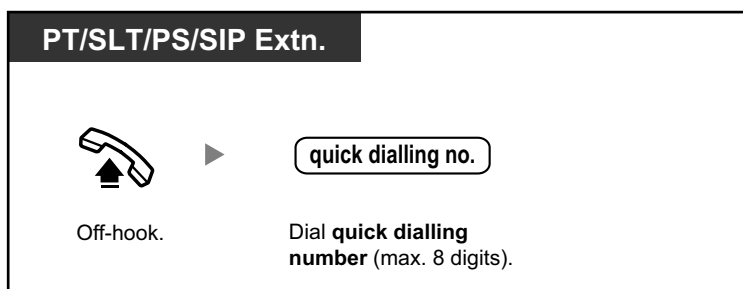 PT/SLT/PS/SIP Extn.
quick dialling no.
Off-hook.
Dial quick dialling
number (max. 8 digits).